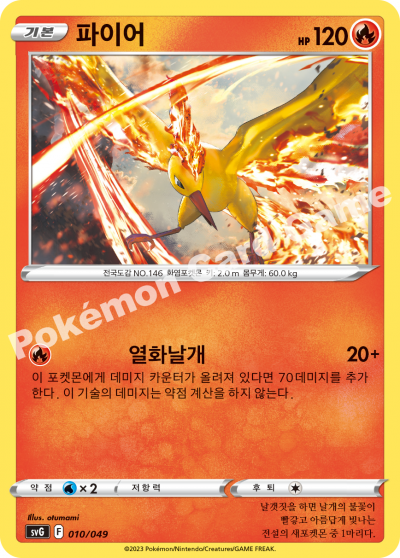 기본 파이어 HP 120
전국도감 NO.146 화염포켓몬 키: 2.0 m 몸무게: 60.0 kg
Pokémon Card Game
열화날개 20+
이 포켓몬에게 데미지 카운터가 올려져 있다면 70데미지를 추가
한다. 이 기술의 데미지는 약점 계산을 하지 않는다.
약점 ×2 저항력 후퇴
Illus. otumami
svG F 010/049
날갯짓을 하면 날개의 불꽃이
빨갛고 아름답게 빛나는
전설의 새포켓몬 중 1마리다.
©2023 Pokémon/Nintendo/Creatures/GAME FREAK.